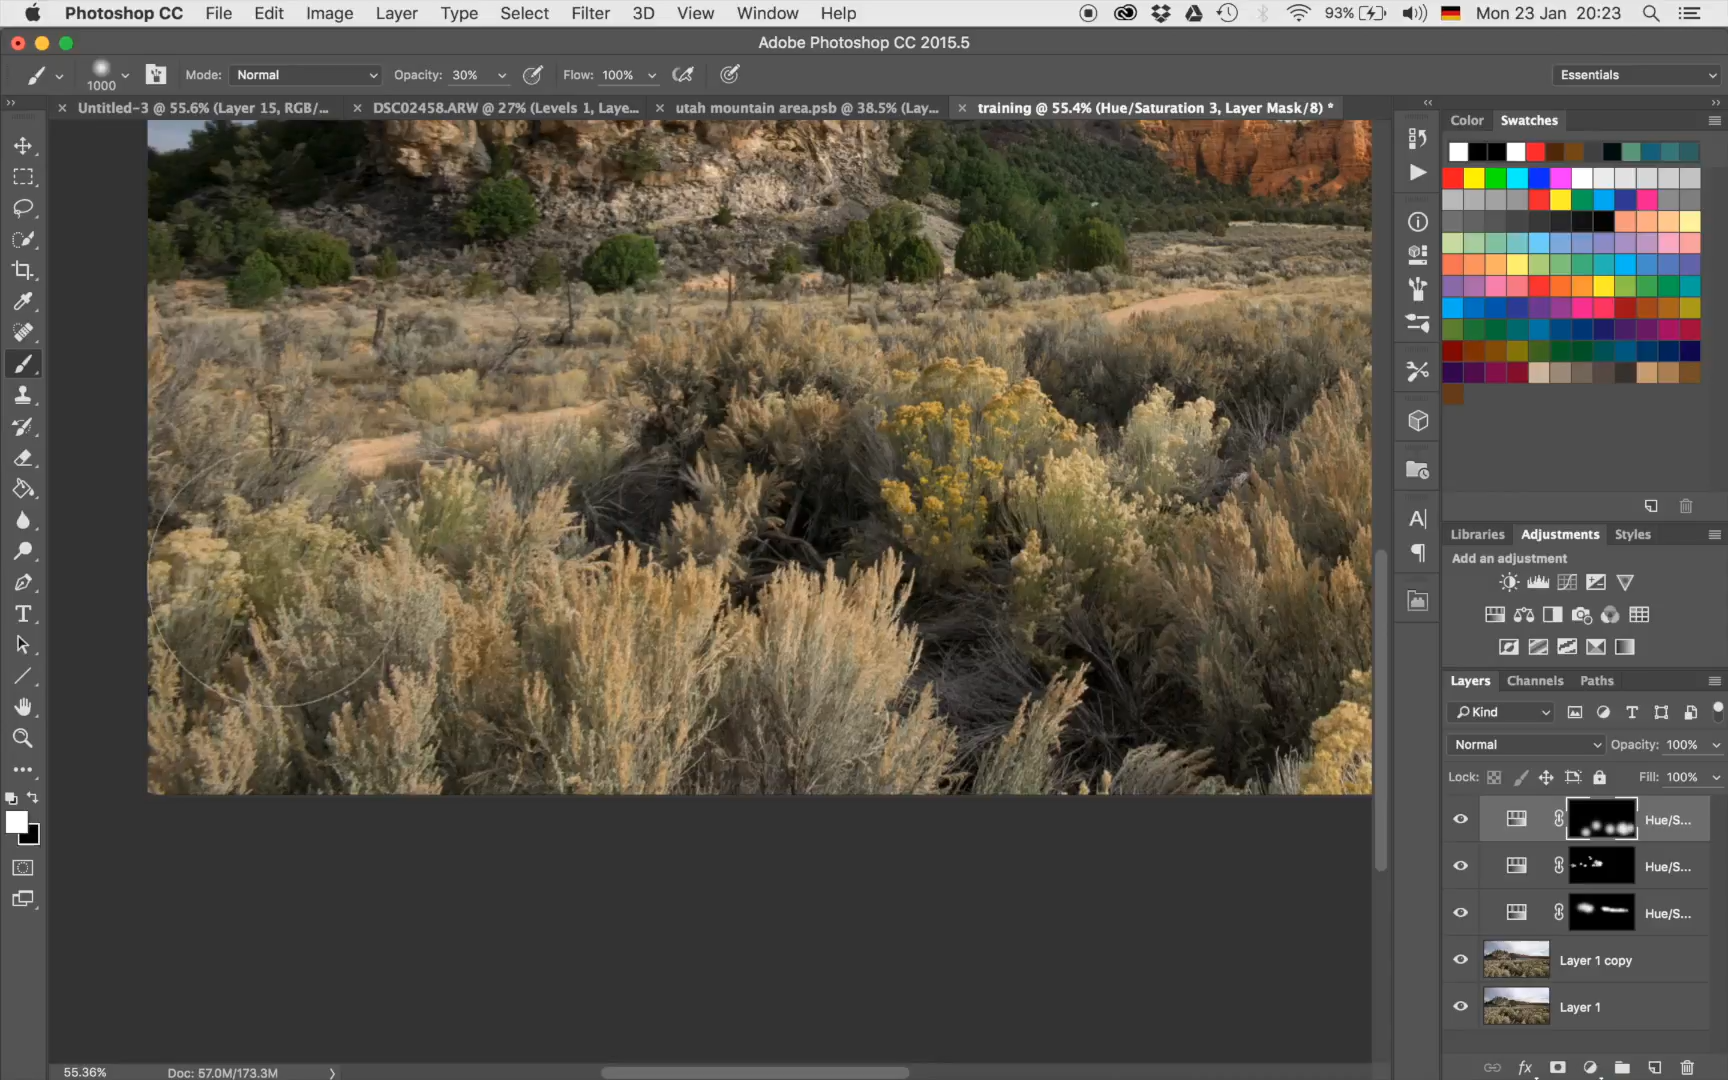 Photoshop CC File Edit Image Layer Type Select Filter 3D View Window Help 93% Mon 23 Jan 20:23
Adobe Photoshop CC 2015.5
1000 Mode: Normal Opacity: 30% Flow: 100% Essentials
Untitled-3 @ 55.6% (Layer 15, RGB/... DSC02458.ARW @ 27% (Levels 1, Laye... utah mountain area.psb @ 38.5% (Lay... training @ 55.4% (Hue/Saturation 3, Layer Mask/8) *
Color Swatches
Libraries Adjustments Styles
Add an adjustment
Layers Channels Paths
Kind
Normal Opacity: 100%
Lock: Fill: 100%
Hue/S...
Hue/S...
Hue/S...
Layer 1 copy
Layer 1
55.36% Doc: 57.0M/173.3M